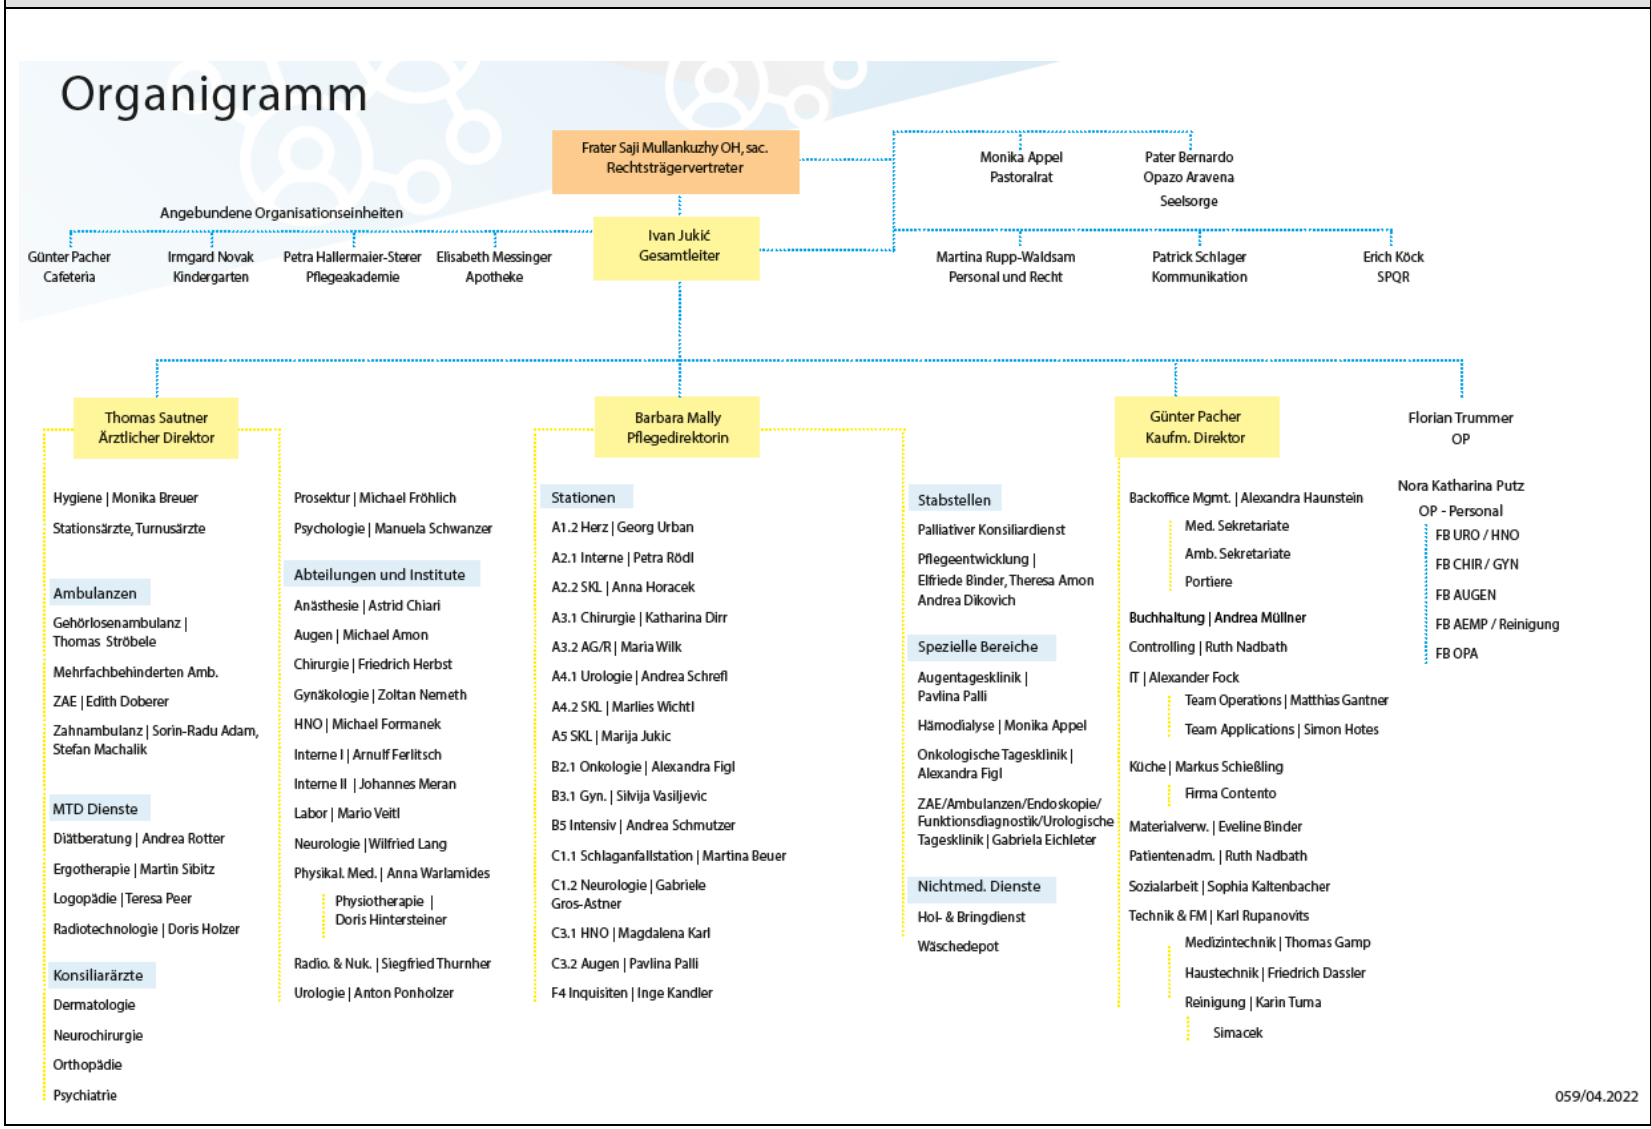 Organigramm
Frater Saji Mullankuzhy OH, sac.
Rechtsträgervertreter
Monika Appel
Pastoralrat
Pater Bernardo
Opazo Aravena
Seelsorge
Angebundene Organisationseinheiten
Ivan Jukić
Gesamtleiter
Günter Pacher
Cafeteria
Irmgard Novak
Kindergarten
Petra Hallermaier-Sterer
Pflegeakademie
Elisabeth Messinger
Apotheke
Martina Rupp-Waldsam
Personal und Recht
Patrick Schlager
Kommunikation
Erich Köck
SPQR
Thomas Sautner
Ärztlicher Direktor
Hygiene | Monika Breuer
Stationsärzte, Turnusärzte
Ambulanzen
Gehörlosenambulanz |
Thomas Ströbele
Mehrfachbehinderten Amb.
ZAE | Edith Doberer
Zahnambulanz | Sorin-Radu Adam,
Stefan Machalik
MTD Dienste
Diätberatung | Andrea Rotter
Ergotherapie | Martin Sibitz
Logopädie | Teresa Peer
Radiotechnologie | Doris Holzer
Konsiliarärzte
Dermatologie
Neurochirurgie
Orthopädie
Psychiatrie
Prosektur | Michael Fröhlich
Psychologie | Manuela Schwanzer
Abteilungen und Institute
Anästhesie | Astrid Chiari
Augen | Michael Amon
Chirurgie | Friedrich Herbst
Gynäkologie | Zoltan Nemeth
HNO | Michael Formanek
Interne I | Arnulf Ferlitsch
Interne II | Johannes Meran
Labor | Mario Veitl
Neurologie |Wilfried Lang
Physikal. Med. | Anna Warlamides
Physiotherapie |
Doris Hintersteiner
Radio. & Nuk. | Siegfried Thurnher
Urologie | Anton Ponholzer
Barbara Mally
Pflegedirektorin
Stationen
A1.2 Herz | Georg Urban
A2.1 Interne | Petra Rödl
A2.2 SKL | Anna Horacek
A3.1 Chirurgie | Katharina Dirr
A3.2 AG/R | Maria Wilk
A4.1 Urologie | Andrea Schrefl
A4.2 SKL | Marlies Wichtl
A5 SKL | Marija Jukic
B2.1 Onkologie | Alexandra Figl
B3.1 Gyn. | Silvija Vasiljevic
B5 Intensiv | Andrea Schmutzer
C1.1 Schlaganfallstation | Martina Beuer
C1.2 Neurologie | Gabriele
Gros-Astner
C3.1 HNO | Magdalena Karl
C3.2 Augen | Pavlina Palli
F4 Inquisiten | Inge Kandler
Stabstellen
Palliativer Konsiliardienst
Pflegeentwicklung |
Elfriede Binder, Theresa Amon
Andrea Dikovich
Spezielle Bereiche
Augentagesklinik |
Pavlina Palli
Hämodialyse | Monika Appel
Onkologische Tagesklinik |
Alexandra Figl
ZAE/Ambulanzen/Endoskopie/
Funktionsdiagnostik/Urologische
Tagesklinik | Gabriela Eichleter
Nichtmed. Dienste
Hol- & Bringdienst
Wäschedepot
Günter Pacher
Kaufm. Direktor
Backoffice Mgmt. | Alexandra Haunstein
Med. Sekretariate
Amb. Sekretariate
Portiere
Buchhaltung | Andrea Müllner
Controlling | Ruth Nadbath
IT | Alexander Fock
Team Operations | Matthias Gantner
Team Applications | Simon Hotes
Küche | Markus Schießling
Firma Contento
Materialverw. | Eveline Binder
Patientenadm. | Ruth Nadbath
Sozialarbeit | Sophia Kaltenbacher
Technik & FM | Karl Rupanovits
Medizintechnik | Thomas Gamp
Haustechnik | Friedrich Dassler
Reinigung | Karin Tuma
Simacek
Florian Trummer
OP
Nora Katharina Putz
OP - Personal
FB URO / HNO
FB CHIR / GYN
FB AUGEN
FB AEMP / Reinigung
FB OPA
059/04.2022